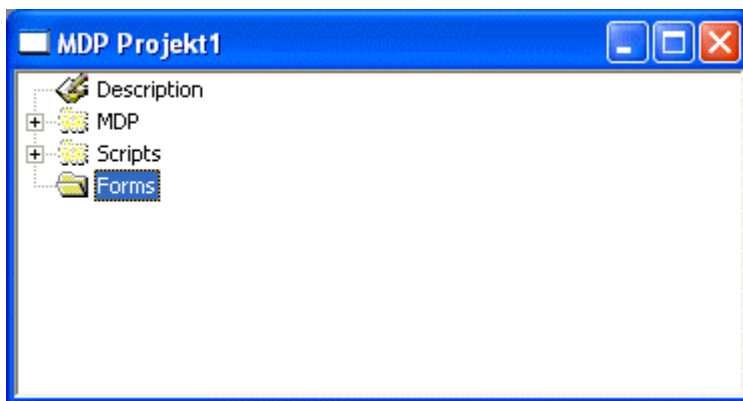 MDP Projekt1
Description
MDP
Scripts
Forms